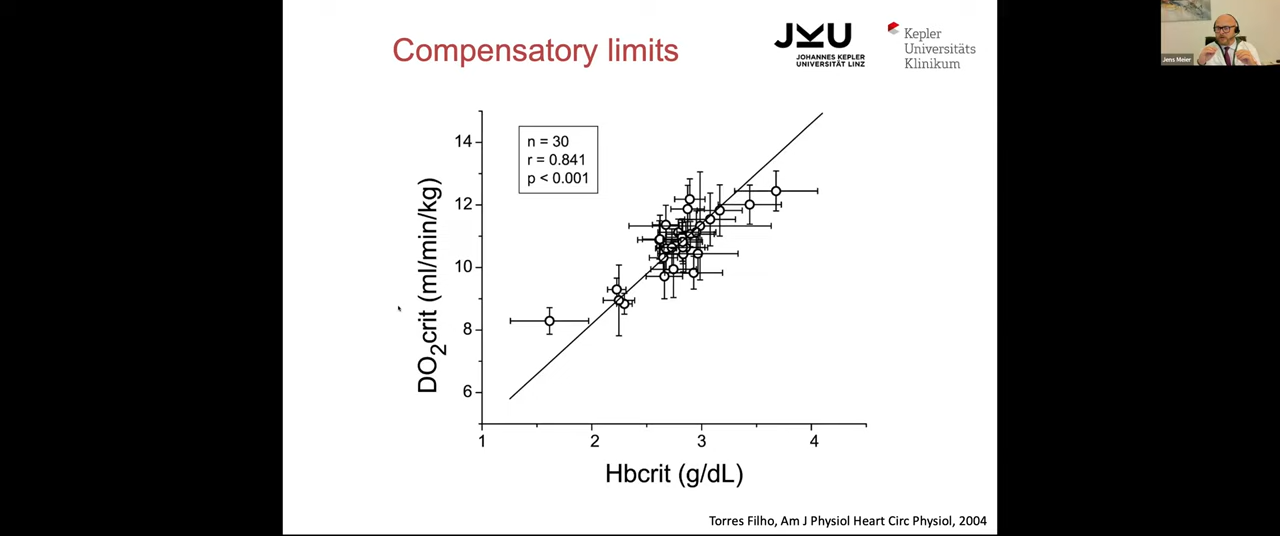 Compensatory limits
JKU
JOHANNES KEPLER
UNIVERSITÄT LINZ
Kepler
Universitäts
Klinikum
Jens Meier
n = 30
r = 0.841
p < 0.001
14
12
10
8
6
DO2crit (ml/min/kg)
1 2 3 4
Hbcrit (g/dL)
Torres Filho, Am J Physiol Heart Circ Physiol, 2004